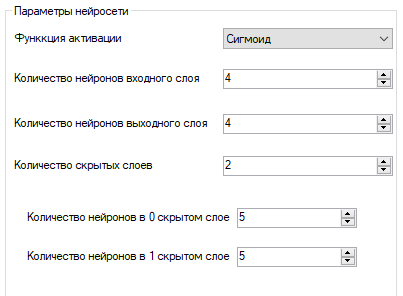 Параметры нейросети
Функкция активации
Сигмоид
Количество нейронов входного слоя
4
Количество нейронов выходного слоя
4
Количество скрытых слоев
2
Количество нейронов в 0 скрытом слое
5
Количество нейронов в 1 скрытом слое
5